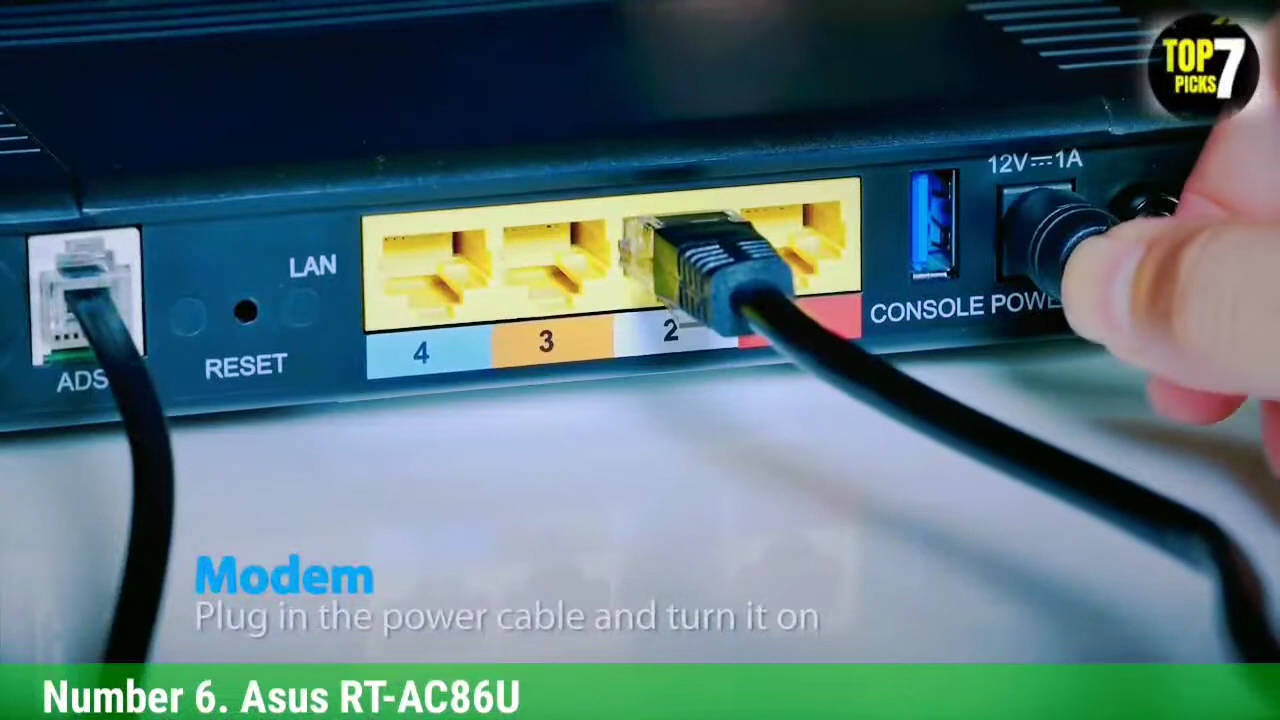 TOP 7
PICKS
12V⎓1A
LAN
CONSOLE POWE
4 3 2
RESET
ADS
Modem
Plug in the power cable and turn it on
Number 6. Asus RT-AC86U